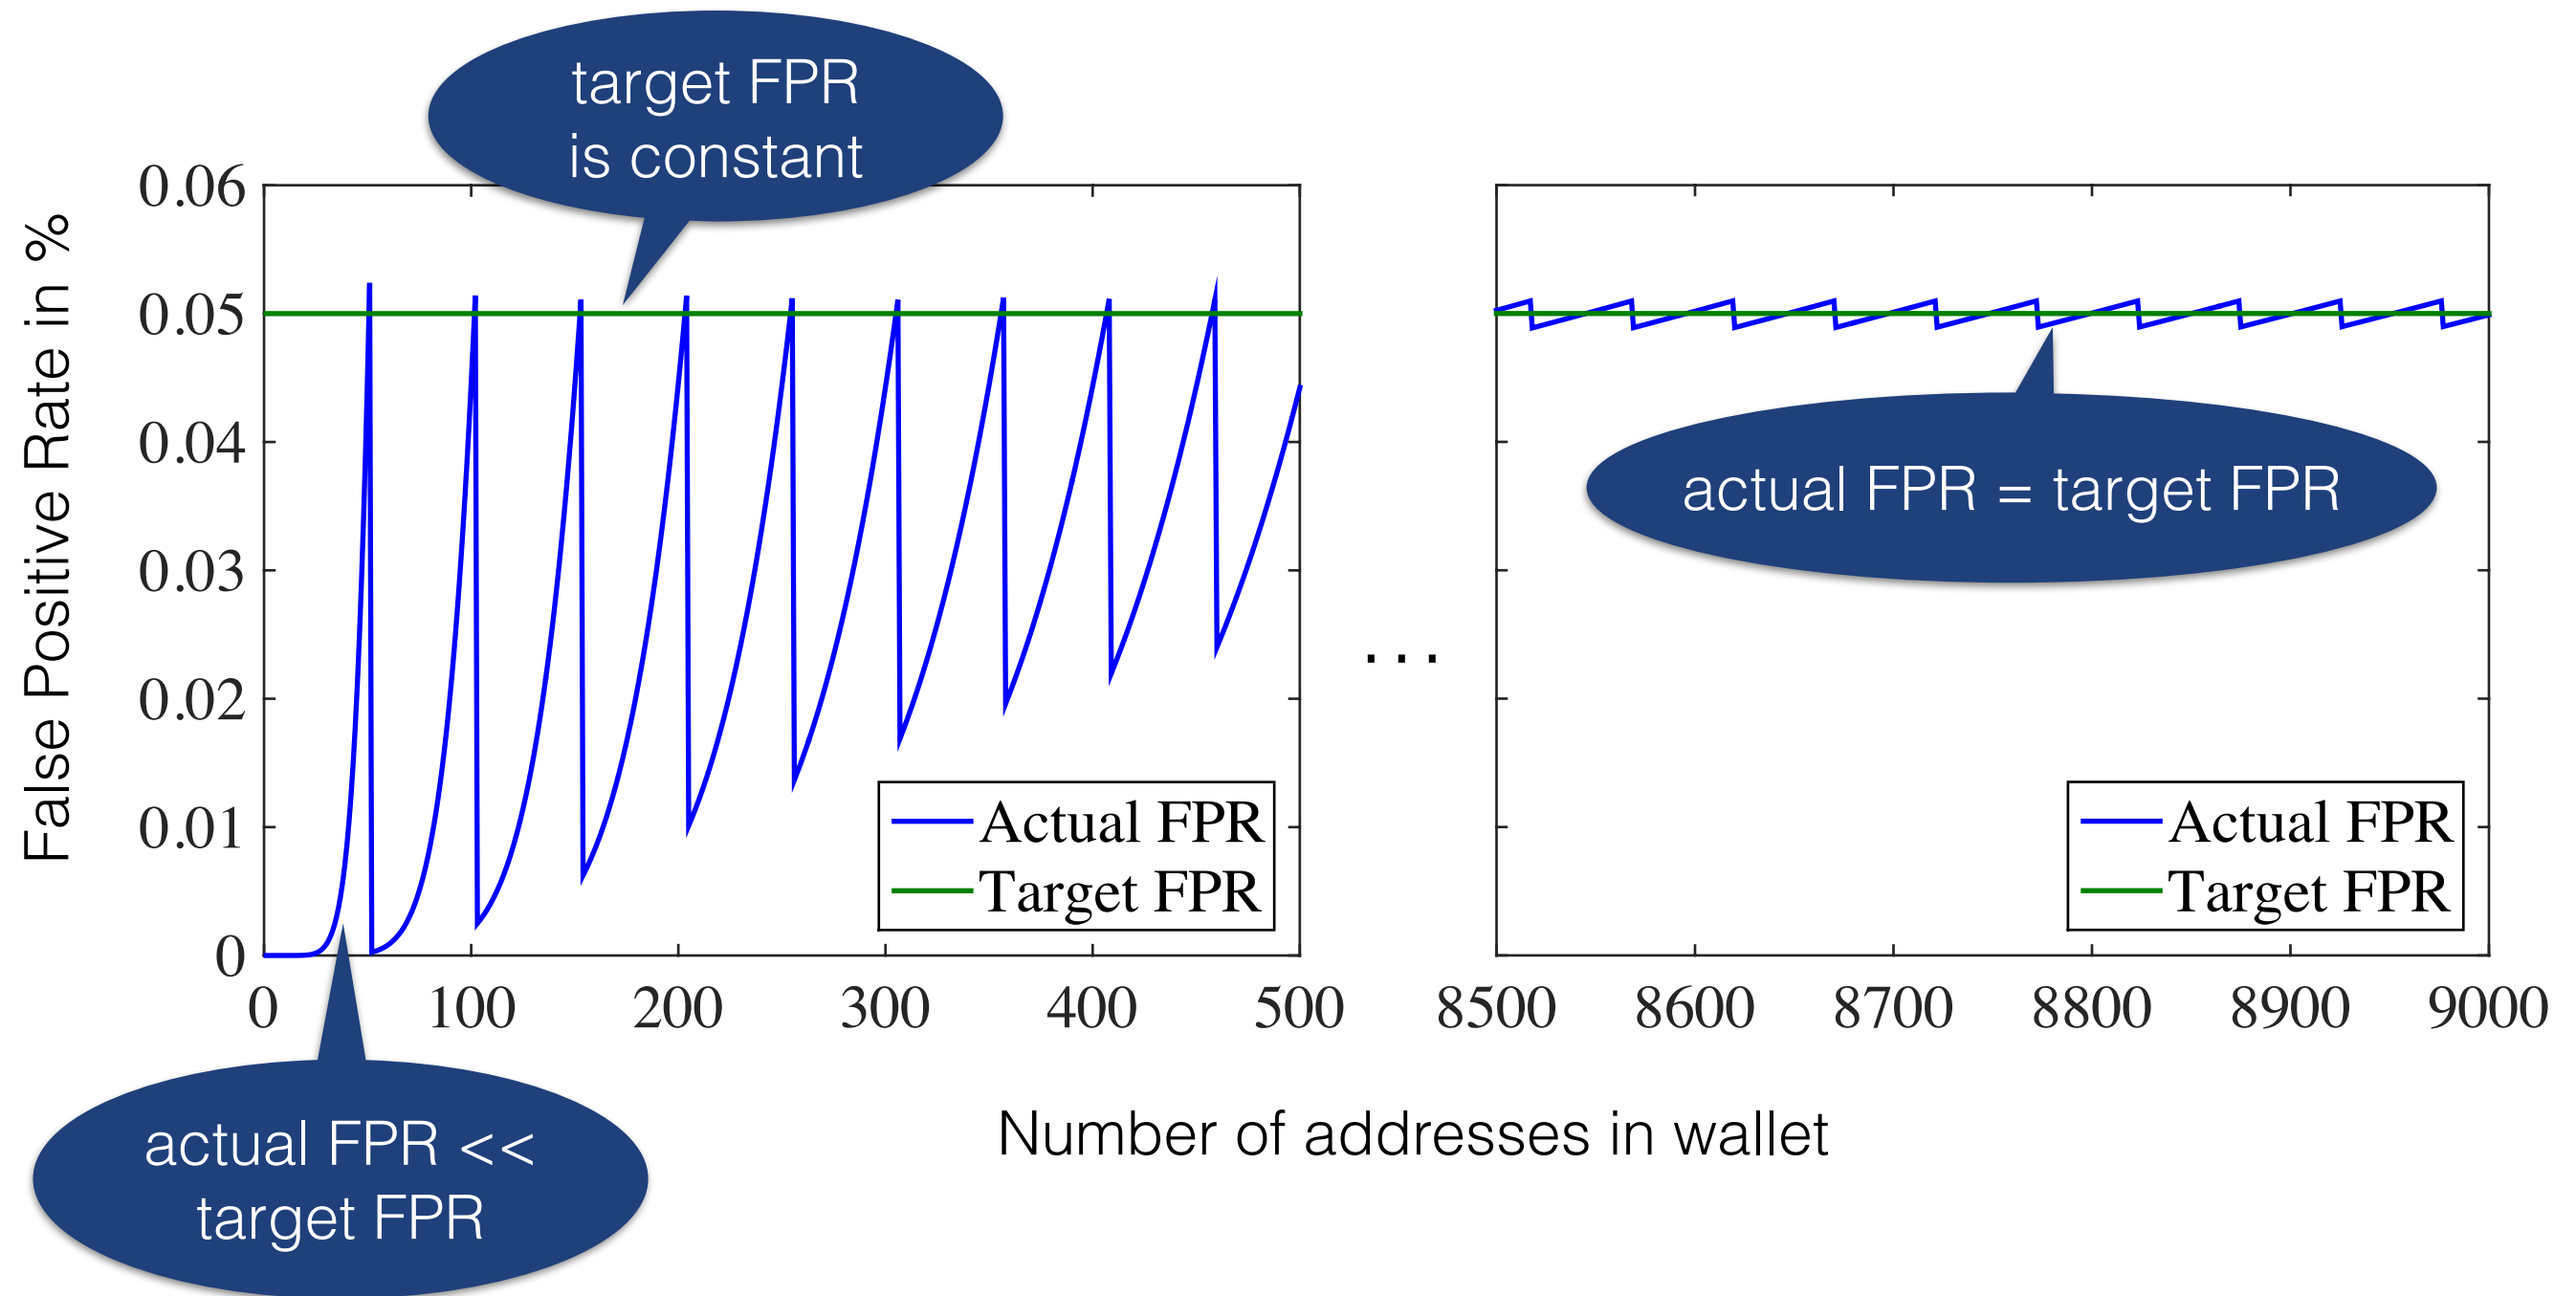 target FPR
is constant
False Positive Rate in %
0.06
0.05
0.04
0.03
0.02
0.01
0
0
100
200
300
400
500
Actual FPR
Target FPR
...
actual FPR = target FPR
Actual FPR
Target FPR
8500
8600
8700
8800
8900
9000
actual FPR <<
target FPR
Number of addresses in wallet